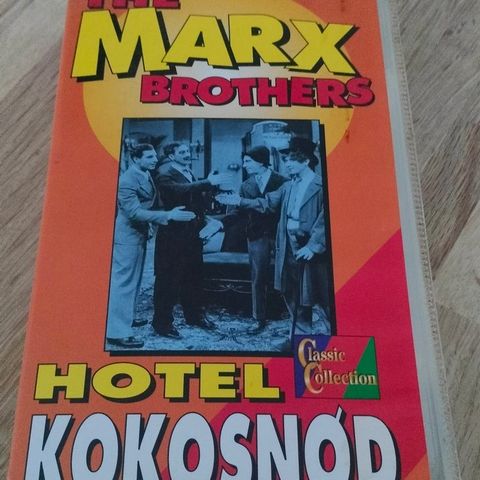 THE
MARX
BROTHERS
Classic
Collection
HOTEL
KOKOSNØD